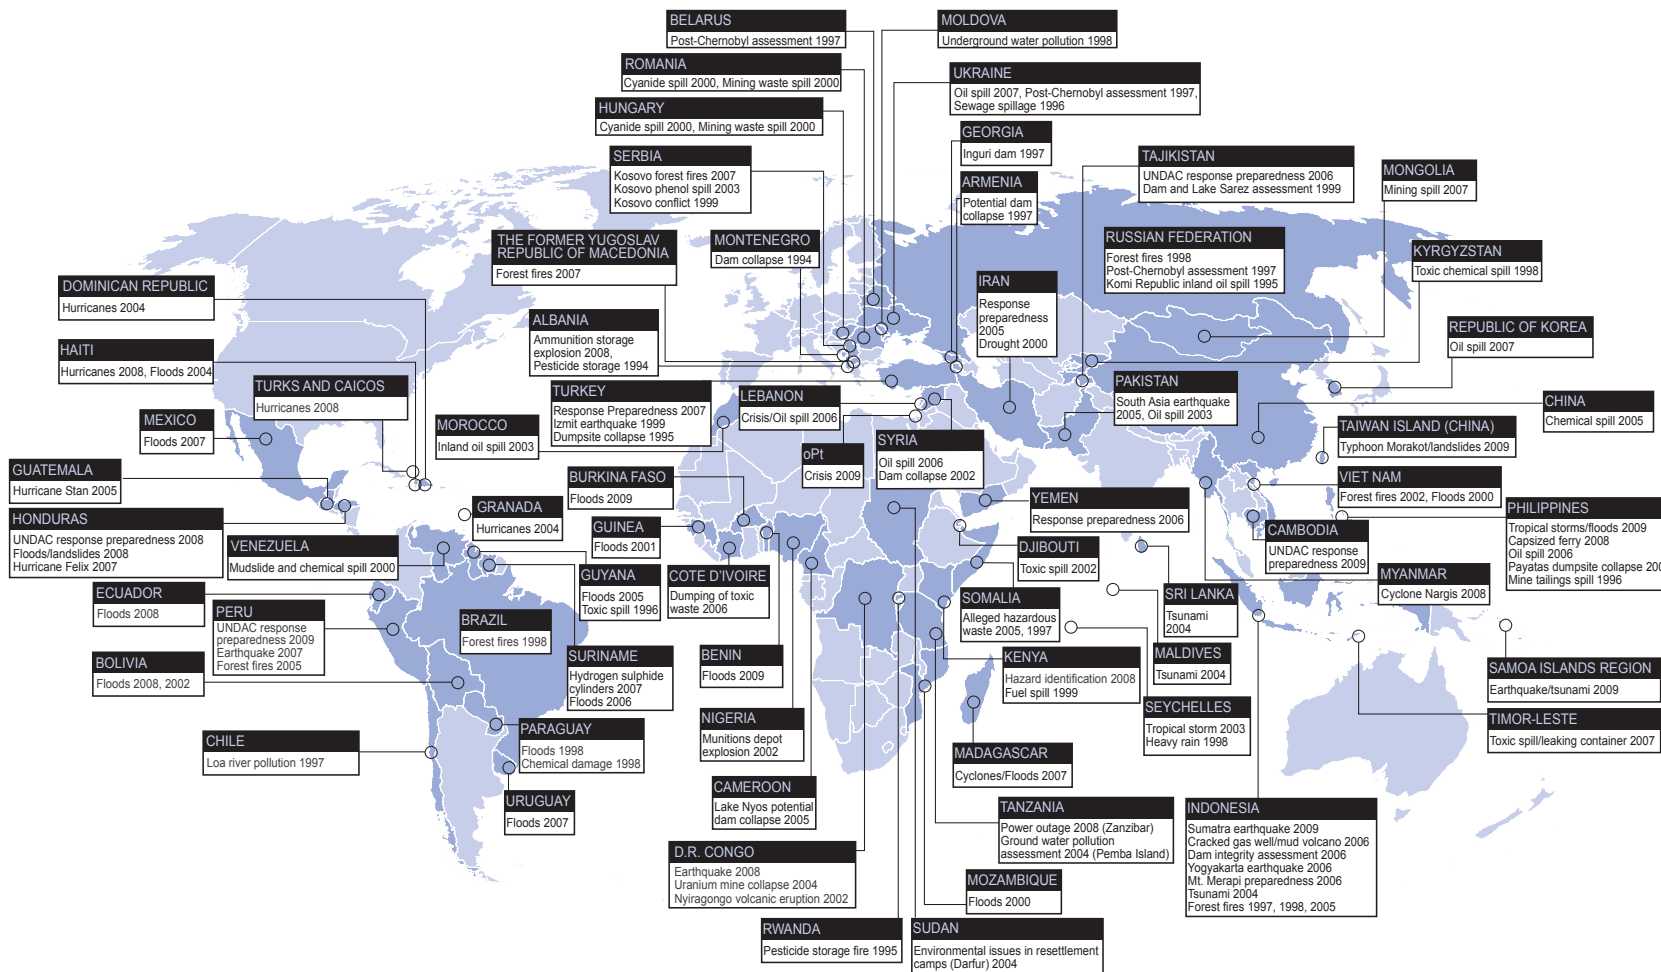 BELARUS
Post-Chernobyl assessment 1997
MOLDOVA
Underground water pollution 1998
ROMANIA
Cyanide spill 2000, Mining waste spill 2000
UKRAINE
Oil spill 2007, Post-Chernobyl assessment 1997,
Sewage spillage 1996
HUNGARY
Cyanide spill 2000, Mining waste spill 2000
GEORGIA
Inguri dam 1997
SERBIA
Kosovo forest fires 2007
Kosovo phenol spill 2003
Kosovo conflict 1999
TAJIKISTAN
UNDAC response preparedness 2006
Dam and Lake Sarez assessment 1999
MONGOLIA
Mining spill 2007
ARMENIA
Potential dam
collapse 1997
THE FORMER YUGOSLAV
REPUBLIC OF MACEDONIA
Forest fires 2007
MONTENEGRO
Dam collapse 1994
RUSSIAN FEDERATION
Forest fires 1998
Post-Chernobyl assessment 1997
Komi Republic inland oil spill 1995
KYRGYZSTAN
Toxic chemical spill 1998
DOMINICAN REPUBLIC
Hurricanes 2004
IRAN
Response
preparedness
2005
Drought 2000
ALBANIA
Ammunition storage
explosion 2008,
Pesticide storage 1994
REPUBLIC OF KOREA
Oil spill 2007
HAITI
Hurricanes 2008, Floods 2004
TURKS AND CAICOS
Hurricanes 2008
TURKEY
Response Preparedness 2007
Izmit earthquake 1999
Dumpsite collapse 1995
LEBANON
Crisis/Oil spill 2006
PAKISTAN
South Asia earthquake
2005, Oil spill 2003
CHINA
Chemical spill 2005
MEXICO
Floods 2007
MOROCCO
Inland oil spill 2003
TAIWAN ISLAND (CHINA)
Typhoon Morakot/landslides 2009
oPt
Crisis 2009
SYRIA
Oil spill 2006
Dam collapse 2002
GUATEMALA
Hurricane Stan 2005
BURKINA FASO
Floods 2009
VIET NAM
Forest fires 2002, Floods 2000
YEMEN
Response preparedness 2006
GRANADA
Hurricanes 2004
PHILIPPINES
Tropical storms/floods 2009
Capsized ferry 2008
Oil spill 2006
Payatas dumpsite collapse 200
Mine tailings spill 1996
HONDURAS
UNDAC response preparedness 2008
Floods/landslides 2008
Hurricane Felix 2007
GUINEA
Floods 2001
CAMBODIA
UNDAC response
preparedness 2009
VENEZUELA
Mudslide and chemical spill 2000
DJIBOUTI
Toxic spill 2002
GUYANA
Floods 2005
Toxic spill 1996
COTE D'IVOIRE
Dumping of toxic
waste 2006
MYANMAR
Cyclone Nargis 2008
ECUADOR
Floods 2008
SRI LANKA
Tsunami
2004
SOMALIA
Alleged hazardous
waste 2005, 1997
PERU
UNDAC response
preparedness 2009
Earthquake 2007
Forest fires 2005
BRAZIL
Forest fires 1998
SURINAME
Hydrogen sulphide
cylinders 2007
Floods 2006
BENIN
Floods 2009
KENYA
Hazard identification 2008
Fuel spill 1999
MALDIVES
Tsunami 2004
BOLIVIA
Floods 2008, 2002
SAMOA ISLANDS REGION
Earthquake/tsunami 2009
SEYCHELLES
Tropical storm 2003
Heavy rain 1998
NIGERIA
Munitions depot
explosion 2002
TIMOR-LESTE
Toxic spill/leaking container 2007
PARAGUAY
Floods 1998
Chemical damage 1998
CHILE
Loa river pollution 1997
MADAGASCAR
Cyclones/Floods 2007
CAMEROON
Lake Nyos potential
dam collapse 2005
URUGUAY
Floods 2007
TANZANIA
Power outage 2008 (Zanzibar)
Ground water pollution
assessment 2004 (Pemba Island)
INDONESIA
Sumatra earthquake 2009
Cracked gas well/mud volcano 2006
Dam integrity assessment 2006
Yogyakarta earthquake 2006
Mt. Merapi preparedness 2006
Tsunami 2004
Forest fires 1997, 1998, 2005
D.R. CONGO
Earthquake 2008
Uranium mine collapse 2004
Nyiragongo volcanic eruption 2002
MOZAMBIQUE
Floods 2000
RWANDA
Pesticide storage fire 1995
SUDAN
Environmental issues in resettlement
camps (Darfur) 2004